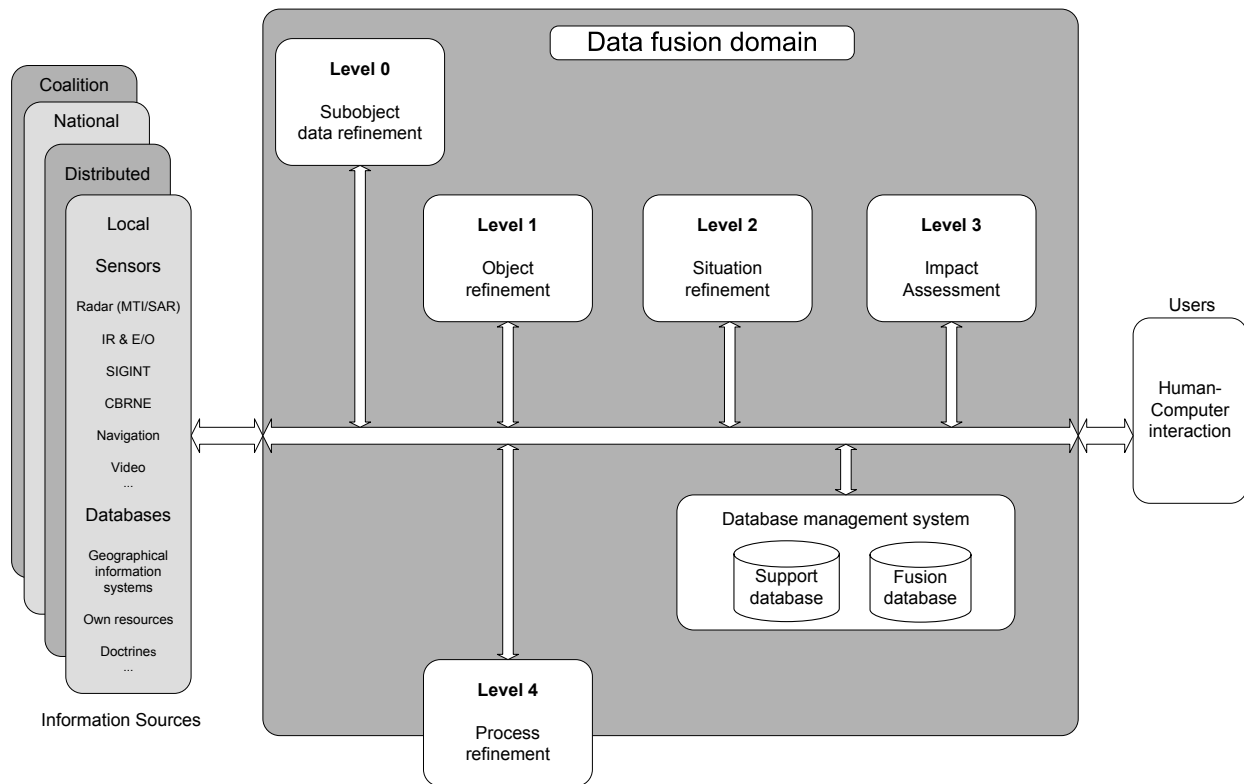 Data fusion domain
Coalition
National
Distributed
Local
Sensors
Radar (MTI/SAR)
IR & E/O
SIGINT
CBRNE
Navigation
Video
...
Databases
Geographical
information
systems
Own resources
Doctrines
...
Information Sources
Level 0
Subobject
data refinement
Level 1
Object
refinement
Level 2
Situation
refinement
Level 3
Impact
Assessment
Database management system
Support
database
Fusion
database
Level 4
Process
refinement
Users
Human-
Computer
interaction